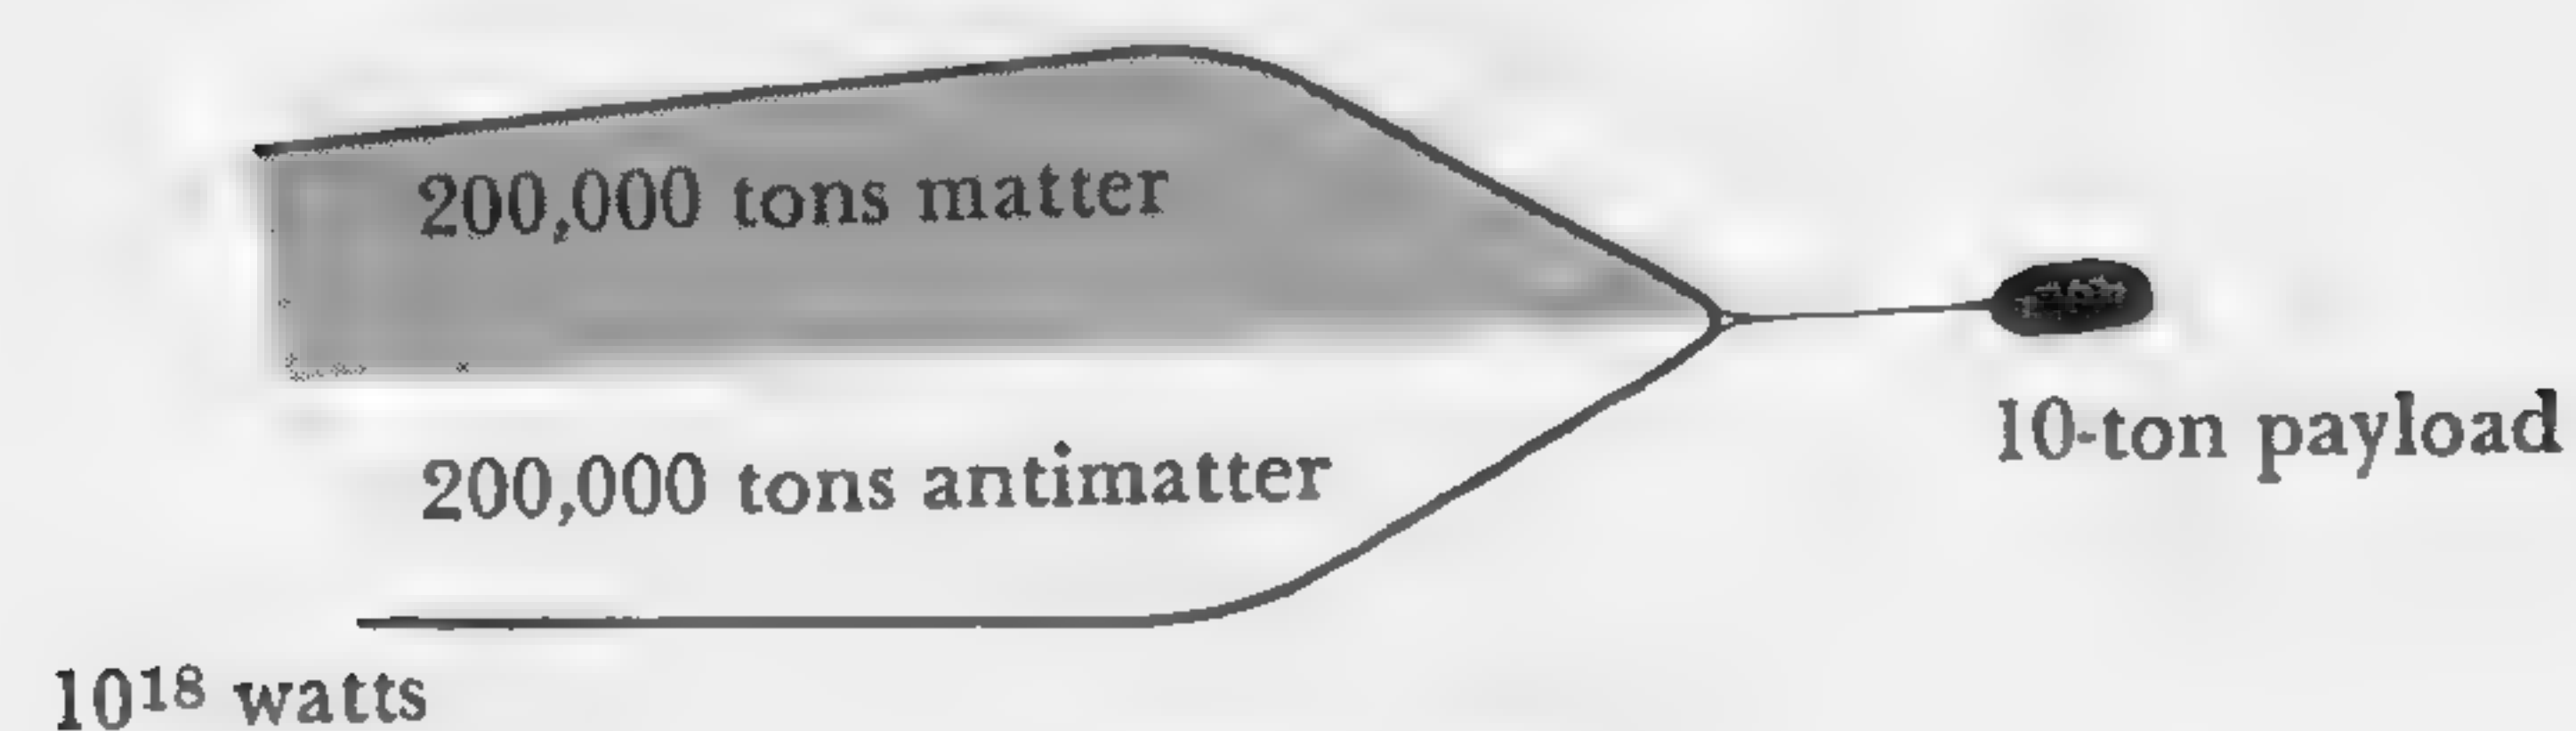 200,000 tons matter
200,000 tons antimatter
10-ton payload
10¹⁸ watts